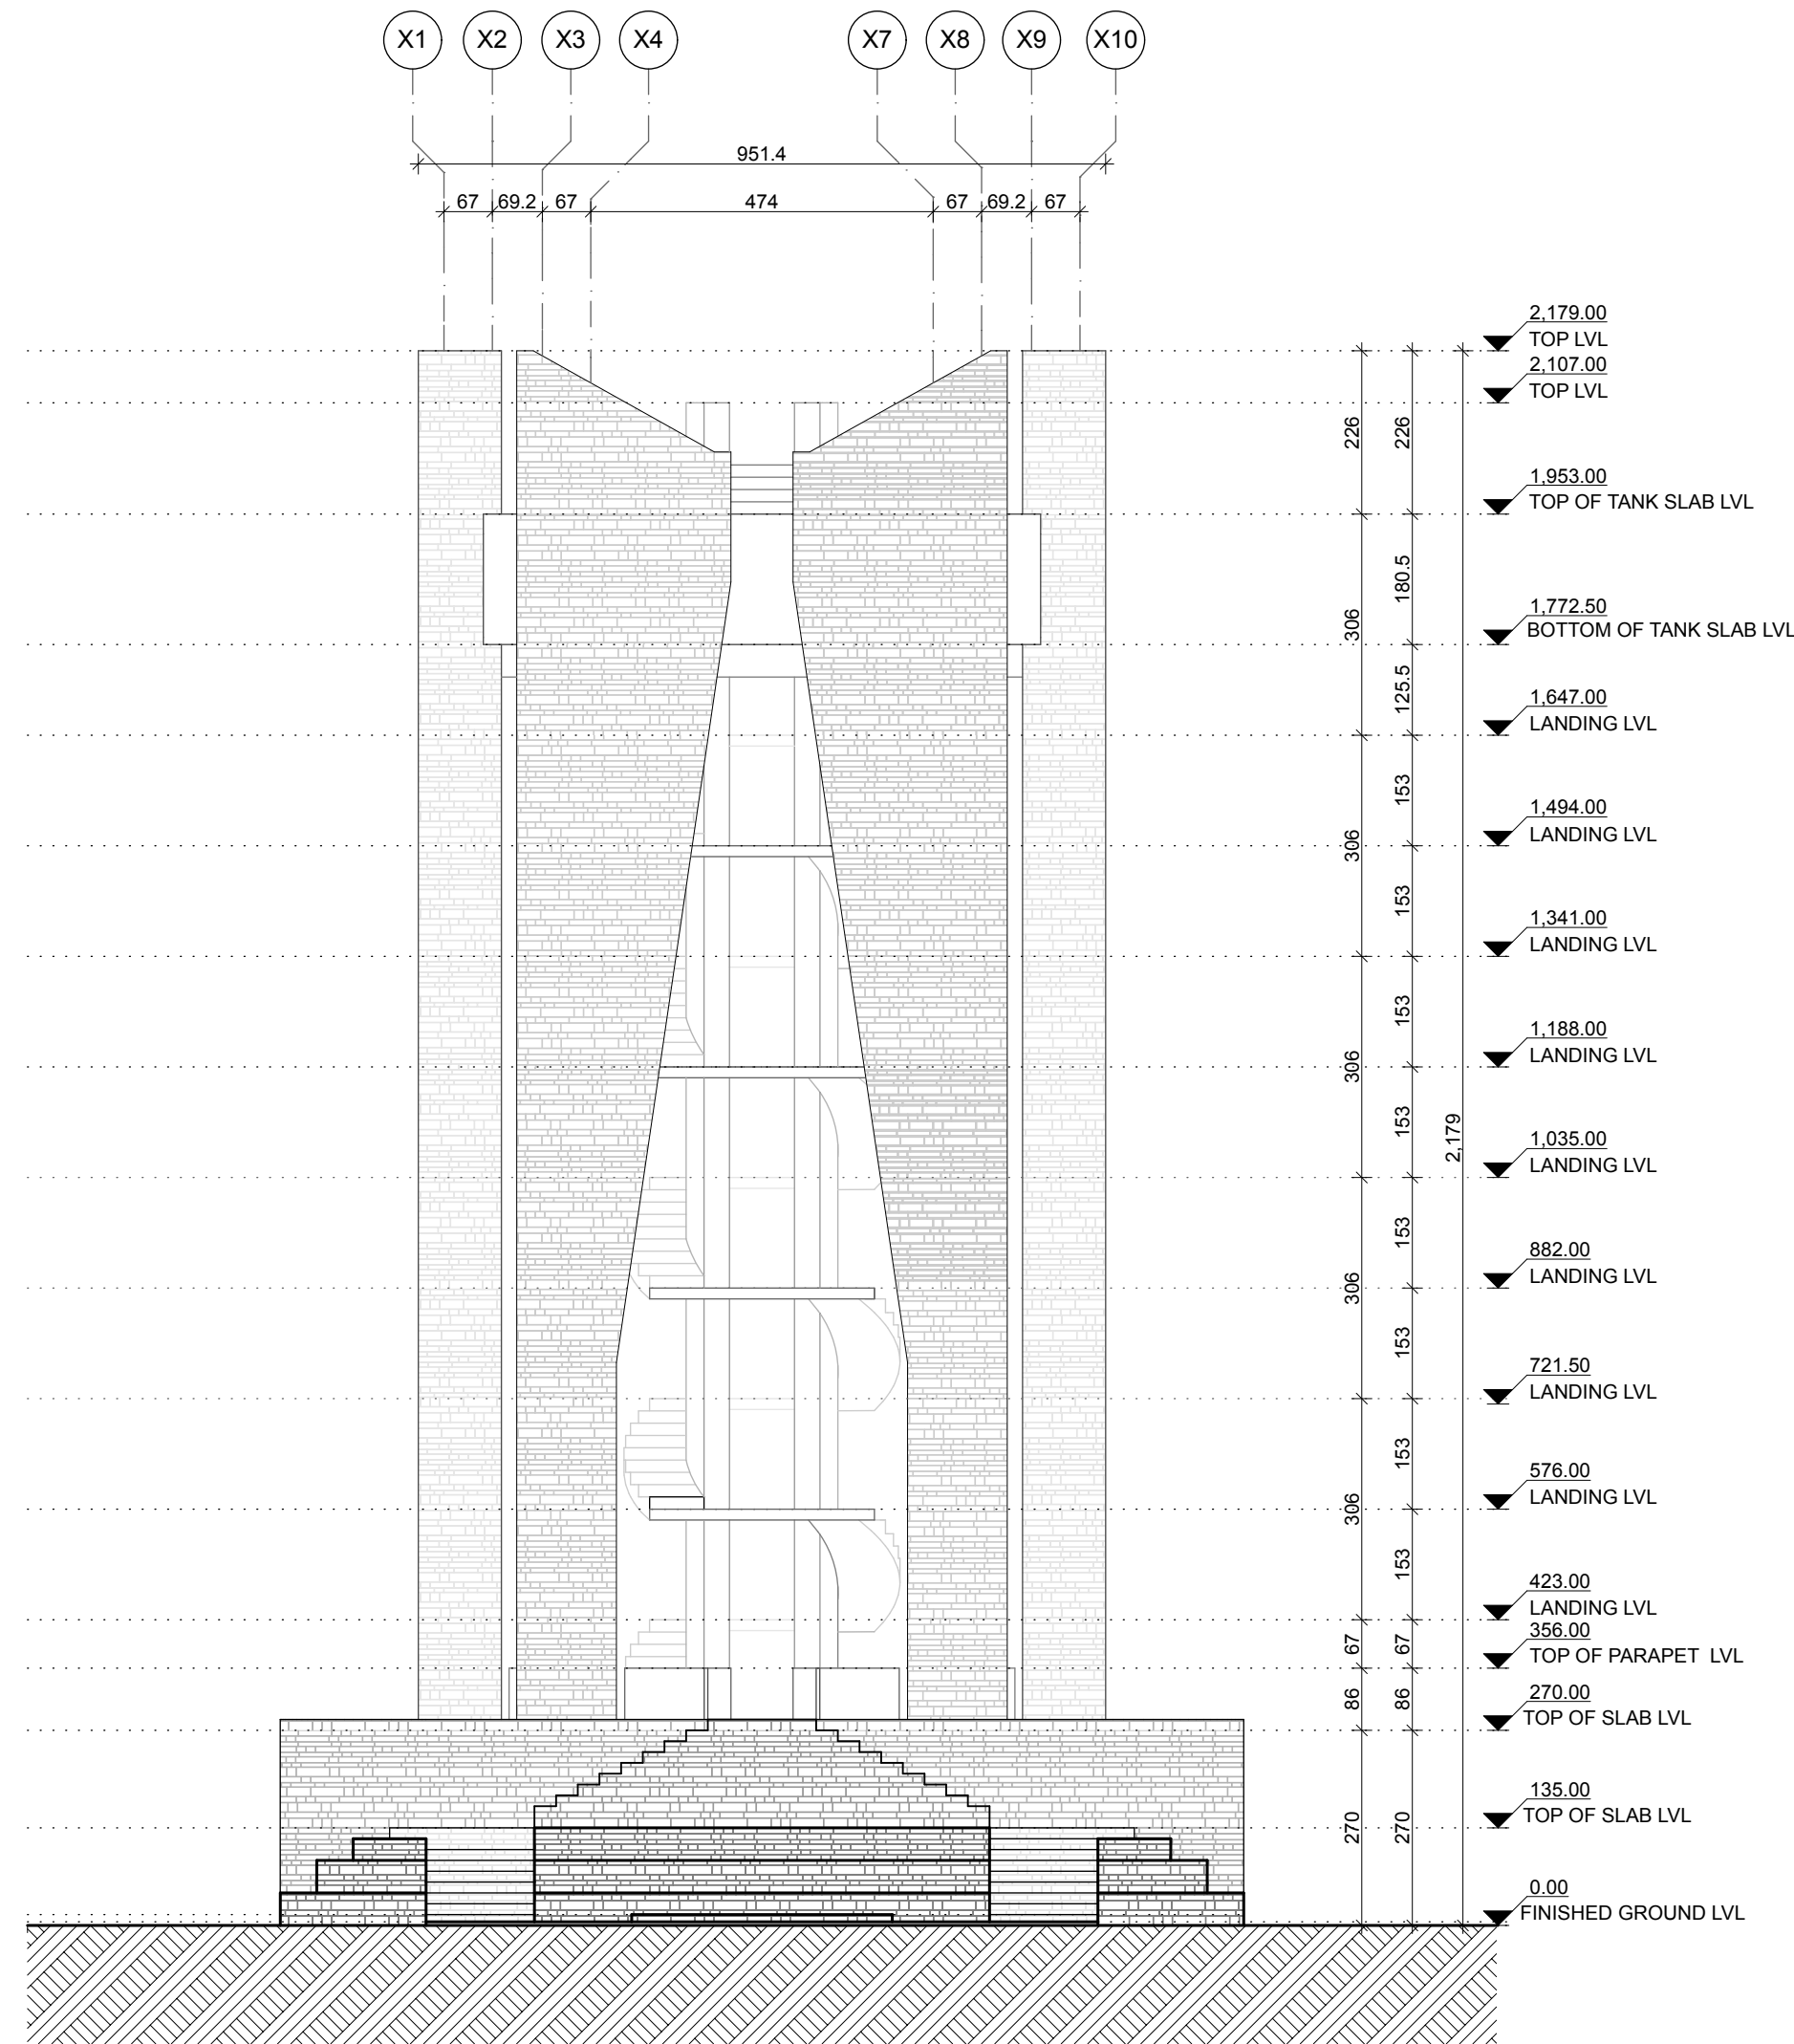 X1 X2 X3 X4 X7 X8 X9 X10
951.4
67 69.2 67 474 67 69.2 67
2,179.00
TOP LVL
2,107.00
TOP LVL
226 226
1,953.00
TOP OF TANK SLAB LVL
306 180.5
1,772.50
BOTTOM OF TANK SLAB LVL
125.5
1,647.00
LANDING LVL
153
1,494.00
LANDING LVL
306
153
1,341.00
LANDING LVL
153
1,188.00
LANDING LVL
306
153
2,179
1,035.00
LANDING LVL
153
882.00
LANDING LVL
306
153
721.50
LANDING LVL
153
576.00
LANDING LVL
306
153
423.00
LANDING LVL
67 67
356.00
TOP OF PARAPET LVL
86 86
270.00
TOP OF SLAB LVL
135.00
TOP OF SLAB LVL
270 270
0.00
FINISHED GROUND LVL